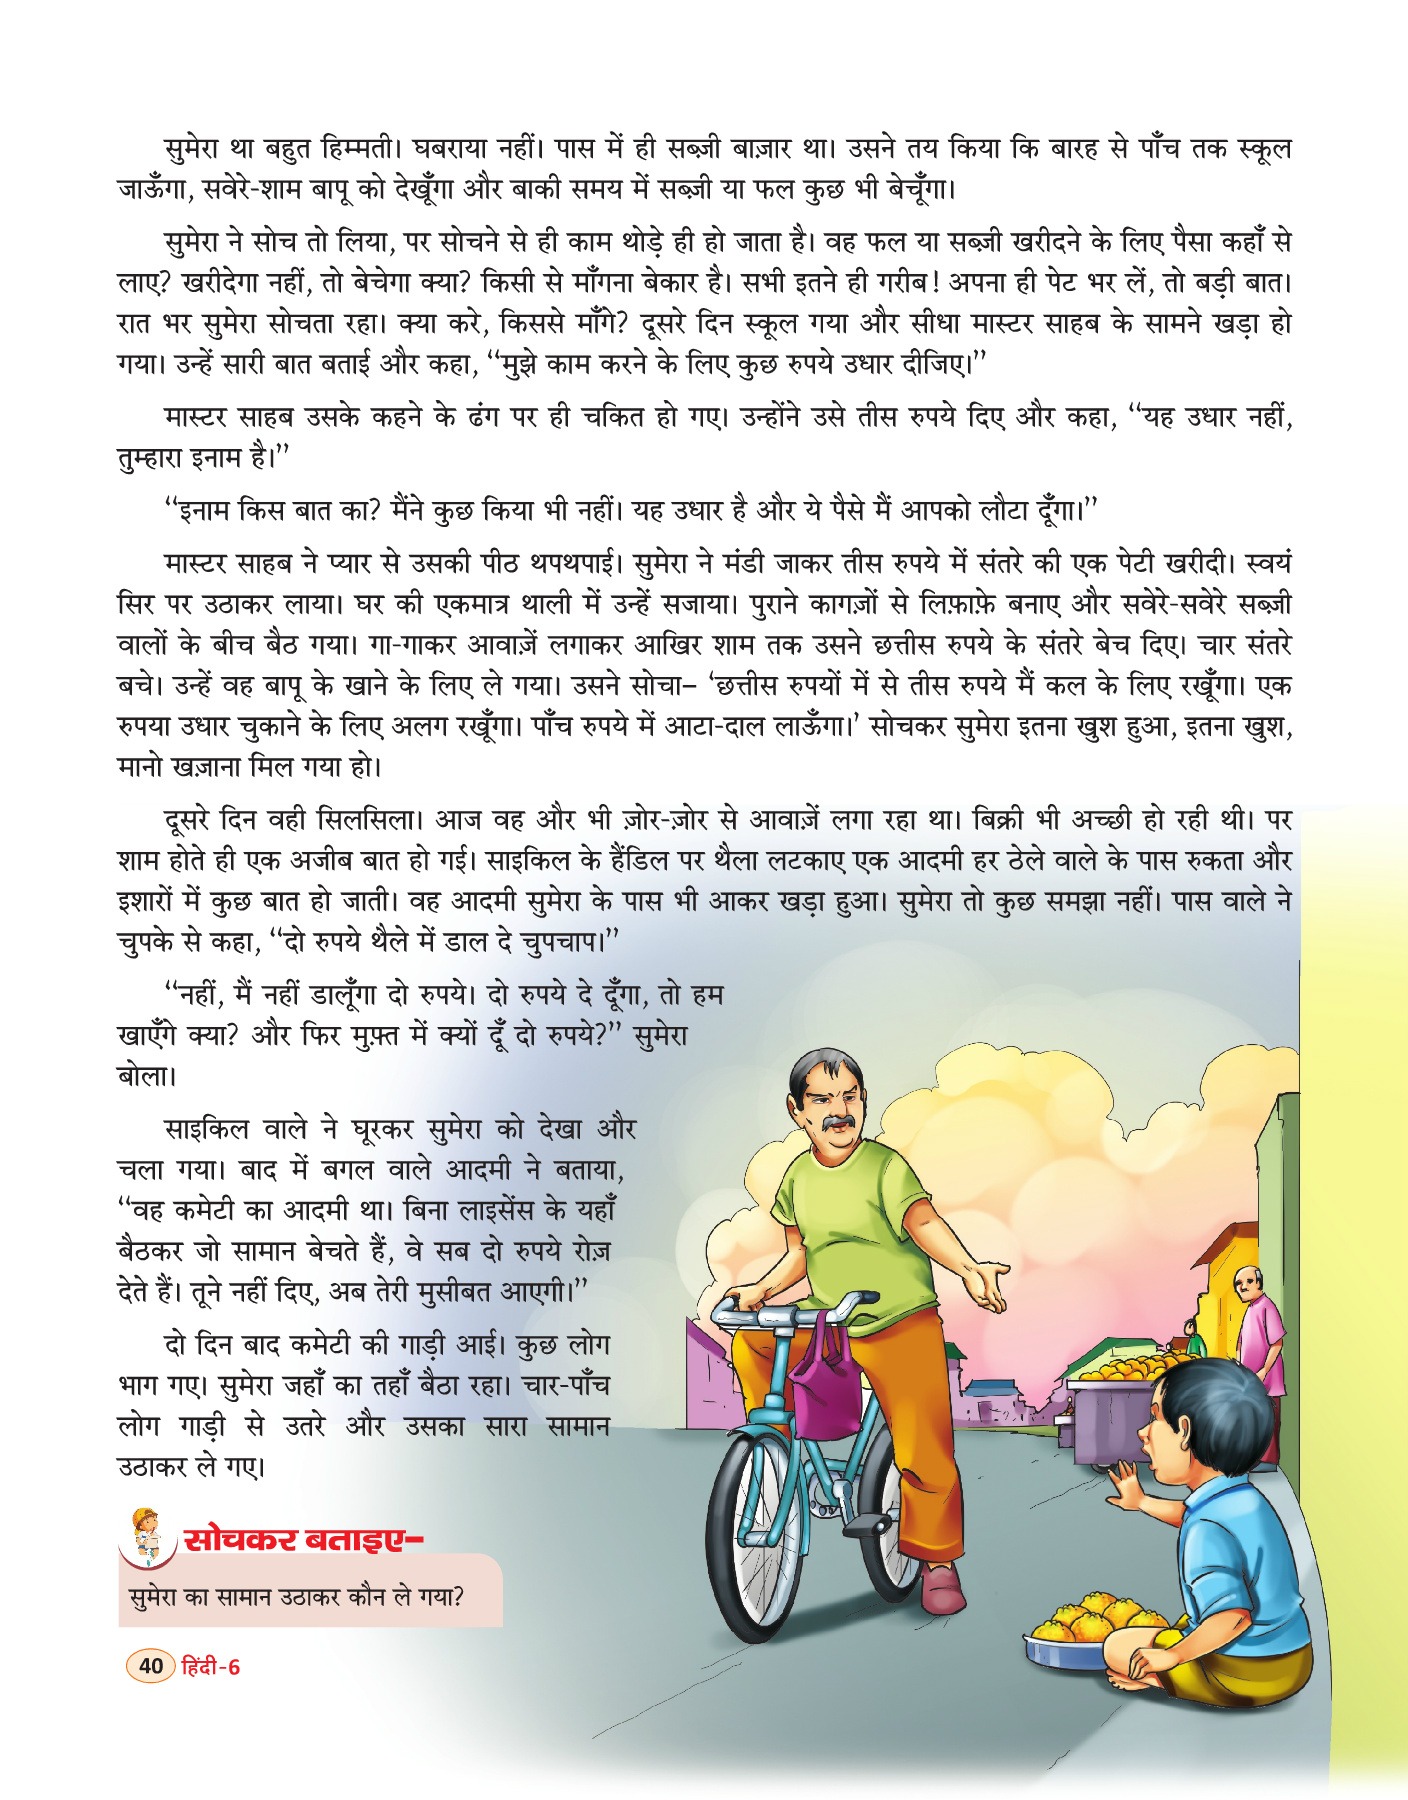 सुमेरा था बहुत हिम्मती। घबराया नहीं। पास में ही सब्ज़ी बाज़ार था। उसने तय किया कि बारह से पाँच तक स्कूल
जाऊँगा, सवेरे-शाम बापू को देखूँगा और बाकी समय में सब्ज़ी या फल कुछ भी बेचूँगा।
सुमेरा ने सोच तो लिया, पर सोचने से ही काम थोड़े ही हो जाता है। वह फल या सब्ज़ी खरीदने के लिए पैसा कहाँ से
लाए? खरीदेगा नहीं, तो बेचेगा क्या? किसी से माँगना बेकार है। सभी इतने ही गरीब! अपना ही पेट भर लें, तो बड़ी बात।
रात भर सुमेरा सोचता रहा। क्या करे, किससे माँगे? दूसरे दिन स्कूल गया और सीधा मास्टर साहब के सामने खड़ा हो
गया। उन्हें सारी बात बताई और कहा, “मुझे काम करने के लिए कुछ रुपये उधार दीजिए।”
मास्टर साहब उसके कहने के ढंग पर ही चकित हो गए। उन्होंने उसे तीस रुपये दिए और कहा, “यह उधार नहीं,
तुम्हारा इनाम है।”
“इनाम किस बात का? मैंने कुछ किया भी नहीं। यह उधार है और ये पैसे मैं आपको लौटा दूँगा।”
मास्टर साहब ने प्यार से उसकी पीठ थपथपाई। सुमेरा ने मंडी जाकर तीस रुपये में संतरे की एक पेटी खरीदी। स्वयं
सिर पर उठाकर लाया। घर की एकमात्र थाली में उन्हें सजाया। पुराने कागज़ों से लिफ़ाफ़े बनाए और सवेरे-सवेरे सब्ज़ी
वालों के बीच बैठ गया। गा-गाकर आवाज़ें लगाकर आखिर शाम तक उसने छत्तीस रुपये के संतरे बेच दिए। चार संतरे
बचे। उन्हें वह बापू के खाने के लिए ले गया। उसने सोचा– ‘छत्तीस रुपयों में से तीस रुपये मैं कल के लिए रखूँगा। एक
रुपया उधार चुकाने के लिए अलग रखूँगा। पाँच रुपये में आटा-दाल लाऊँगा।’ सोचकर सुमेरा इतना खुश हुआ, इतना खुश,
मानो खज़ाना मिल गया हो।
दूसरे दिन वही सिलसिला। आज वह और भी ज़ोर-ज़ोर से आवाज़ें लगा रहा था। बिक्री भी अच्छी हो रही थी। पर
शाम होते ही एक अजीब बात हो गई। साइकिल के हैंडिल पर थैला लटकाए एक आदमी हर ठेले वाले के पास रुकता और
इशारों में कुछ बात हो जाती। वह आदमी सुमेरा के पास भी आकर खड़ा हुआ। सुमेरा तो कुछ समझा नहीं। पास वाले ने
चुपके से कहा, “दो रुपये थैले में डाल दे चुपचाप।”
“नहीं, मैं नहीं डालूँगा दो रुपये। दो रुपये दे दूँगा, तो हम
खाएँगे क्या? और फिर मुफ़्त में क्यों दूँ दो रुपये?” सुमेरा
बोला।
साइकिल वाले ने घूरकर सुमेरा को देखा और
चला गया। बाद में बगल वाले आदमी ने बताया,
“वह कमेटी का आदमी था। बिना लाइसेंस के यहाँ
बैठकर जो सामान बेचते हैं, वे सब दो रुपये रोज़
देते हैं। तूने नहीं दिए, अब तेरी मुसीबत आएगी।”
दो दिन बाद कमेटी की गाड़ी आई। कुछ लोग
भाग गए। सुमेरा जहाँ का तहाँ बैठा रहा। चार-पाँच
लोग गाड़ी से उतरे और उसका सारा सामान
उठाकर ले गए।
सोचकर बताइए–
सुमेरा का सामान उठाकर कौन ले गया?
40 हिंदी-6